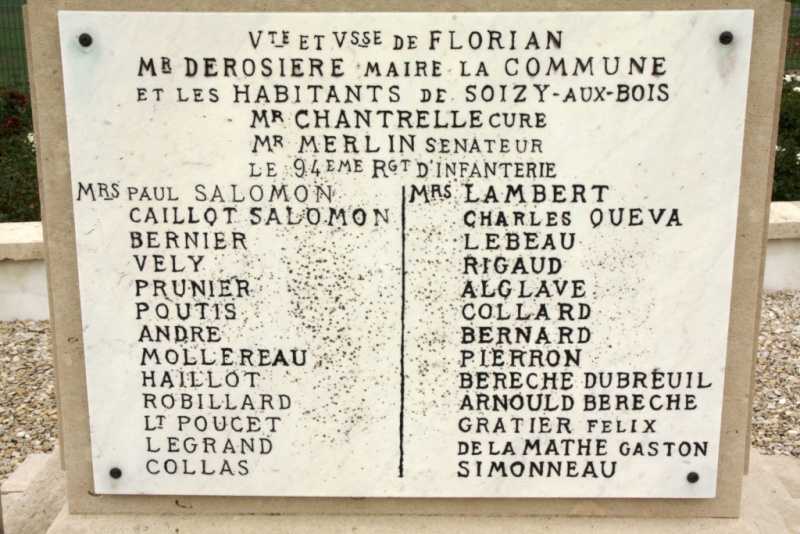 VTE ET VSSE DE FLORIAN
MR DEROSIERE MAIRE LA COMMUNE
ET LES HABITANTS DE SOIZY-AUX-BOIS
MR CHANTRELLE CURE
MR MERLIN SENATEUR
LE 94EME RGT D'INFANTERIE
MRS PAUL SALOMON
CAILLOT SALOMON
BERNIER
VELY
PRUNIER
POUTIS
ANDRE
MOLLEREAU
HAILLOT
ROBILLARD
LT POUCET
LEGRAND
COLLAS
MRS LAMBERT
CHARLES QUEVA
LEBEAU
RIGAUD
ALGLAVE
COLLARD
BERNARD
PIERRON
BERECHE DUBREUIL
ARNOULD BERECHE
GRATIER FELIX
DE LA MATHE GASTON
SIMONNEAU